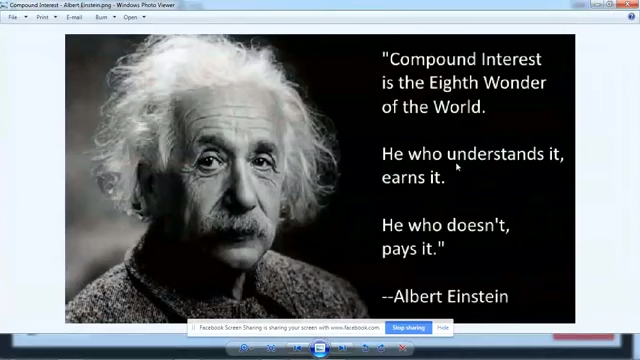 Compound Interest - Albert Einstein.png - Windows Photo Viewer
File Print E-mail Burn Open
"Compound Interest
is the Eighth Wonder
of the World.
He who understands it,
earns it.
He who doesn't,
pays it."
--Albert Einstein
Facebook Screen Sharing is sharing your screen with www.facebook.com. Stop sharing Hide